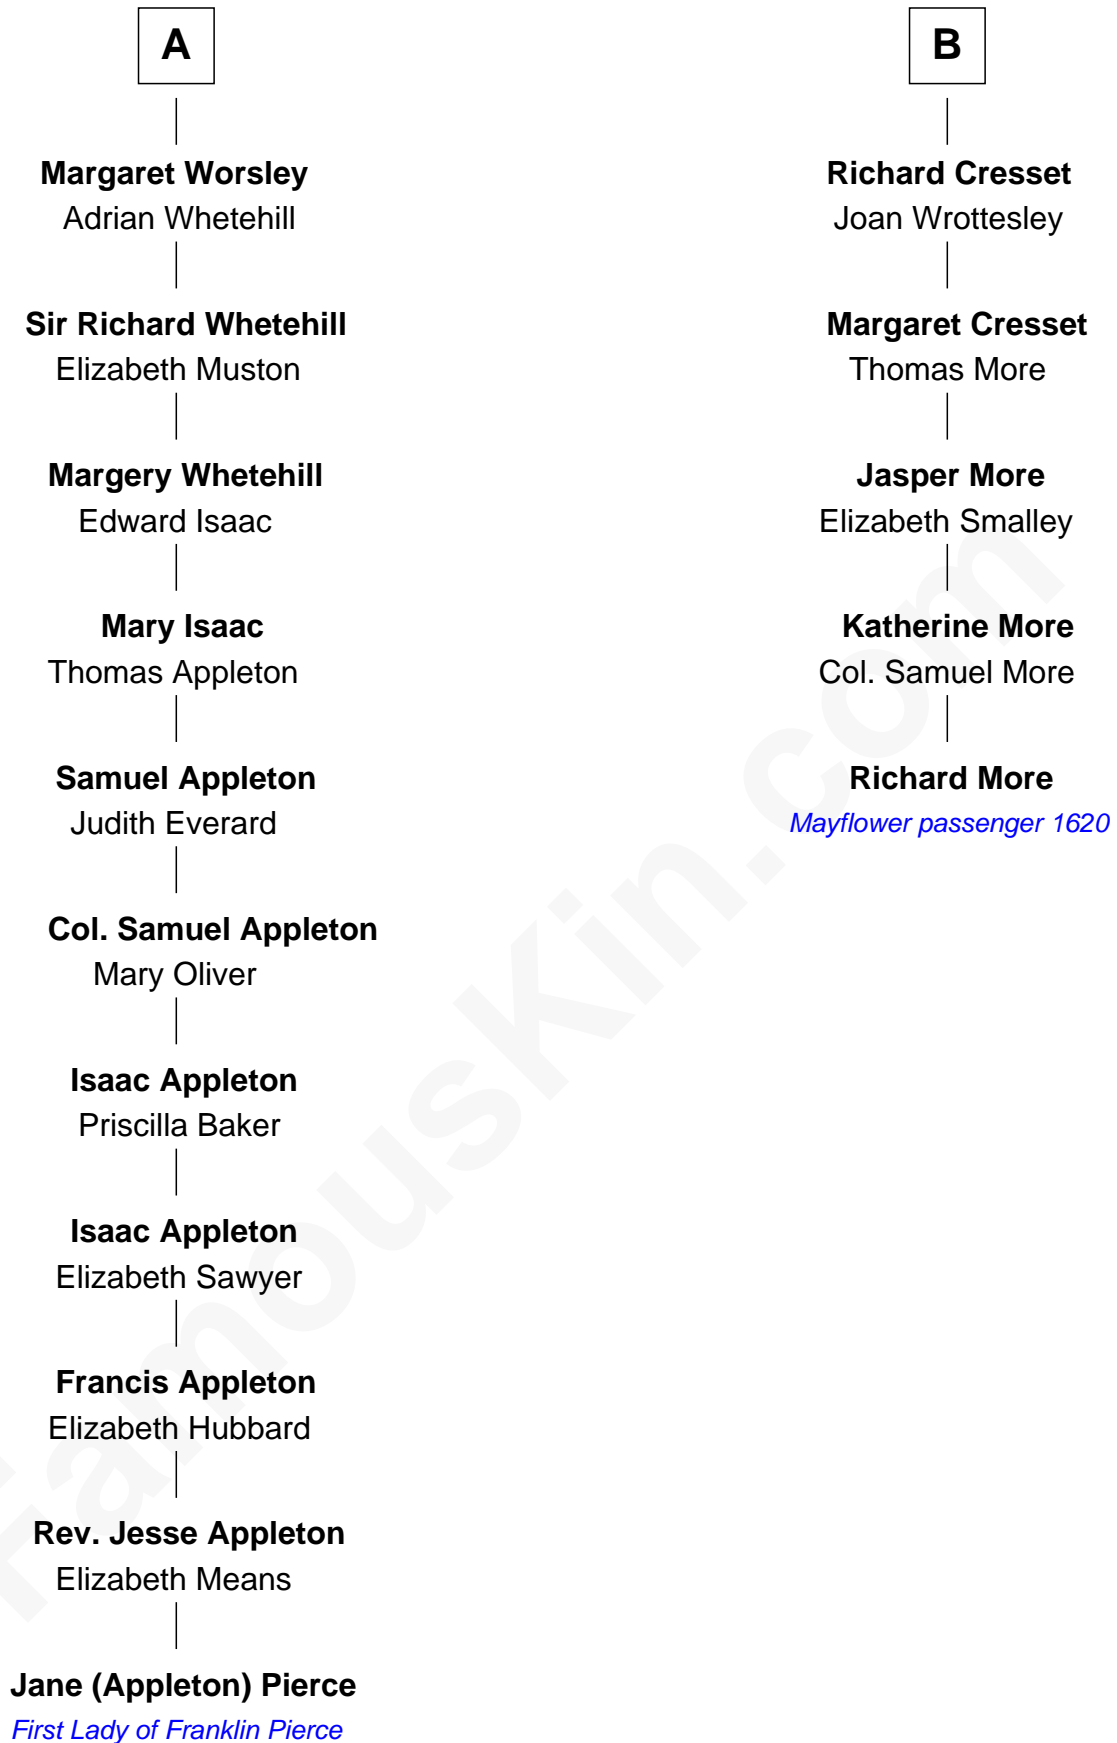 A
Margaret Worsley
Adrian Whetehill
Sir Richard Whetehill
Elizabeth Muston
Margery Whetehill
Edward Isaac
Mary Isaac
Thomas Appleton
Samuel Appleton
Judith Everard
Col. Samuel Appleton
Mary Oliver
Isaac Appleton
Priscilla Baker
Isaac Appleton
Elizabeth Sawyer
Francis Appleton
Elizabeth Hubbard
Rev. Jesse Appleton
Elizabeth Means
Jane (Appleton) Pierce
First Lady of Franklin Pierce
B
Richard Cresset
Joan Wrottesley
Margaret Cresset
Thomas More
Jasper More
Elizabeth Smalley
Katherine More
Col. Samuel More
Richard More
Mayflower passenger 1620
FamousKin.com